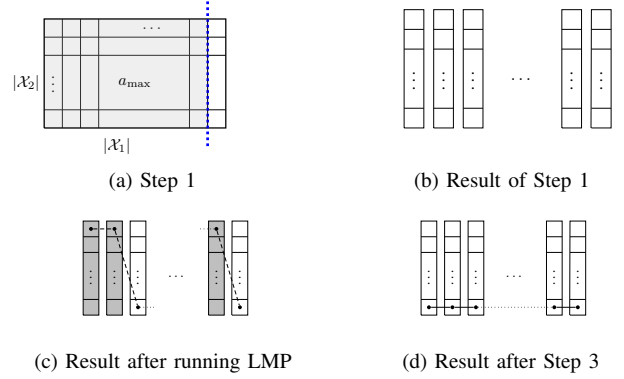 · · ·
|𝒳₂|
⋮
a_max
|𝒳₁|
(a) Step 1
⋮ ⋮ ⋮ · · · ⋮ ⋮
(b) Result of Step 1
⋮ ⋮ ⋮ · · · ⋮ ⋮
(c) Result after running LMP
⋮ ⋮ ⋮ · · · ⋮ ⋮
(d) Result after Step 3